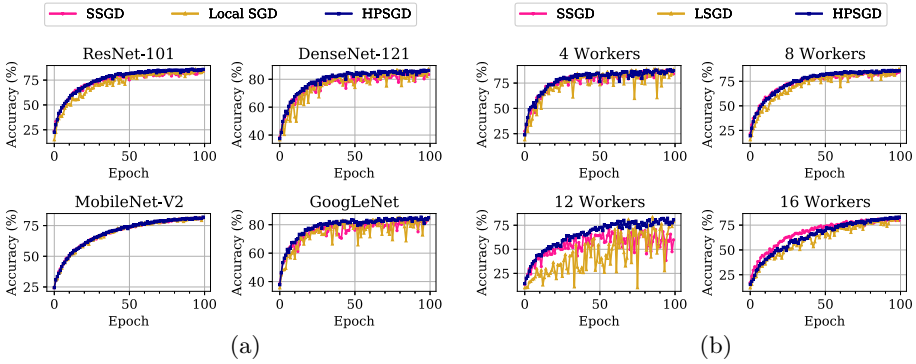 SSGD Local SGD HPSGD
SSGD LSGD HPSGD
ResNet-101 DenseNet-121 4 Workers 8 Workers
Accuracy (%) 75 50 25 0 50 100 Epoch
Accuracy (%) 80 60 40 0 50 100 Epoch
Accuracy (%) 75 50 25 0 50 100 Epoch
Accuracy (%) 75 50 25 0 50 100 Epoch
MobileNet-V2 GoogLeNet 12 Workers 16 Workers
Accuracy (%) 75 50 25 0 50 100 Epoch
Accuracy (%) 80 60 40 0 50 100 Epoch
Accuracy (%) 75 50 25 0 50 100 Epoch
Accuracy (%) 75 50 25 0 50 100 Epoch
(a) (b)